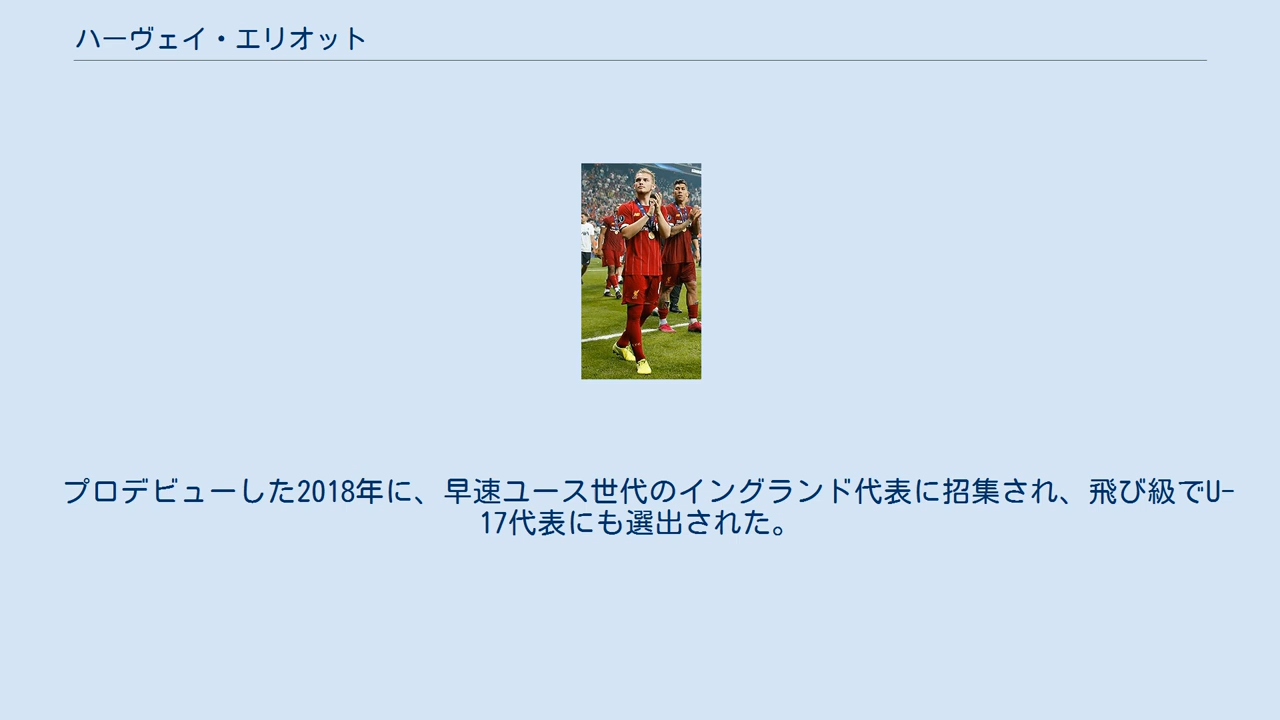 ハーヴェイ・エリオット
プロデビューした2018年に、早速ユース世代のイングランド代表に招集され、飛び級でU-
17代表にも選出された。